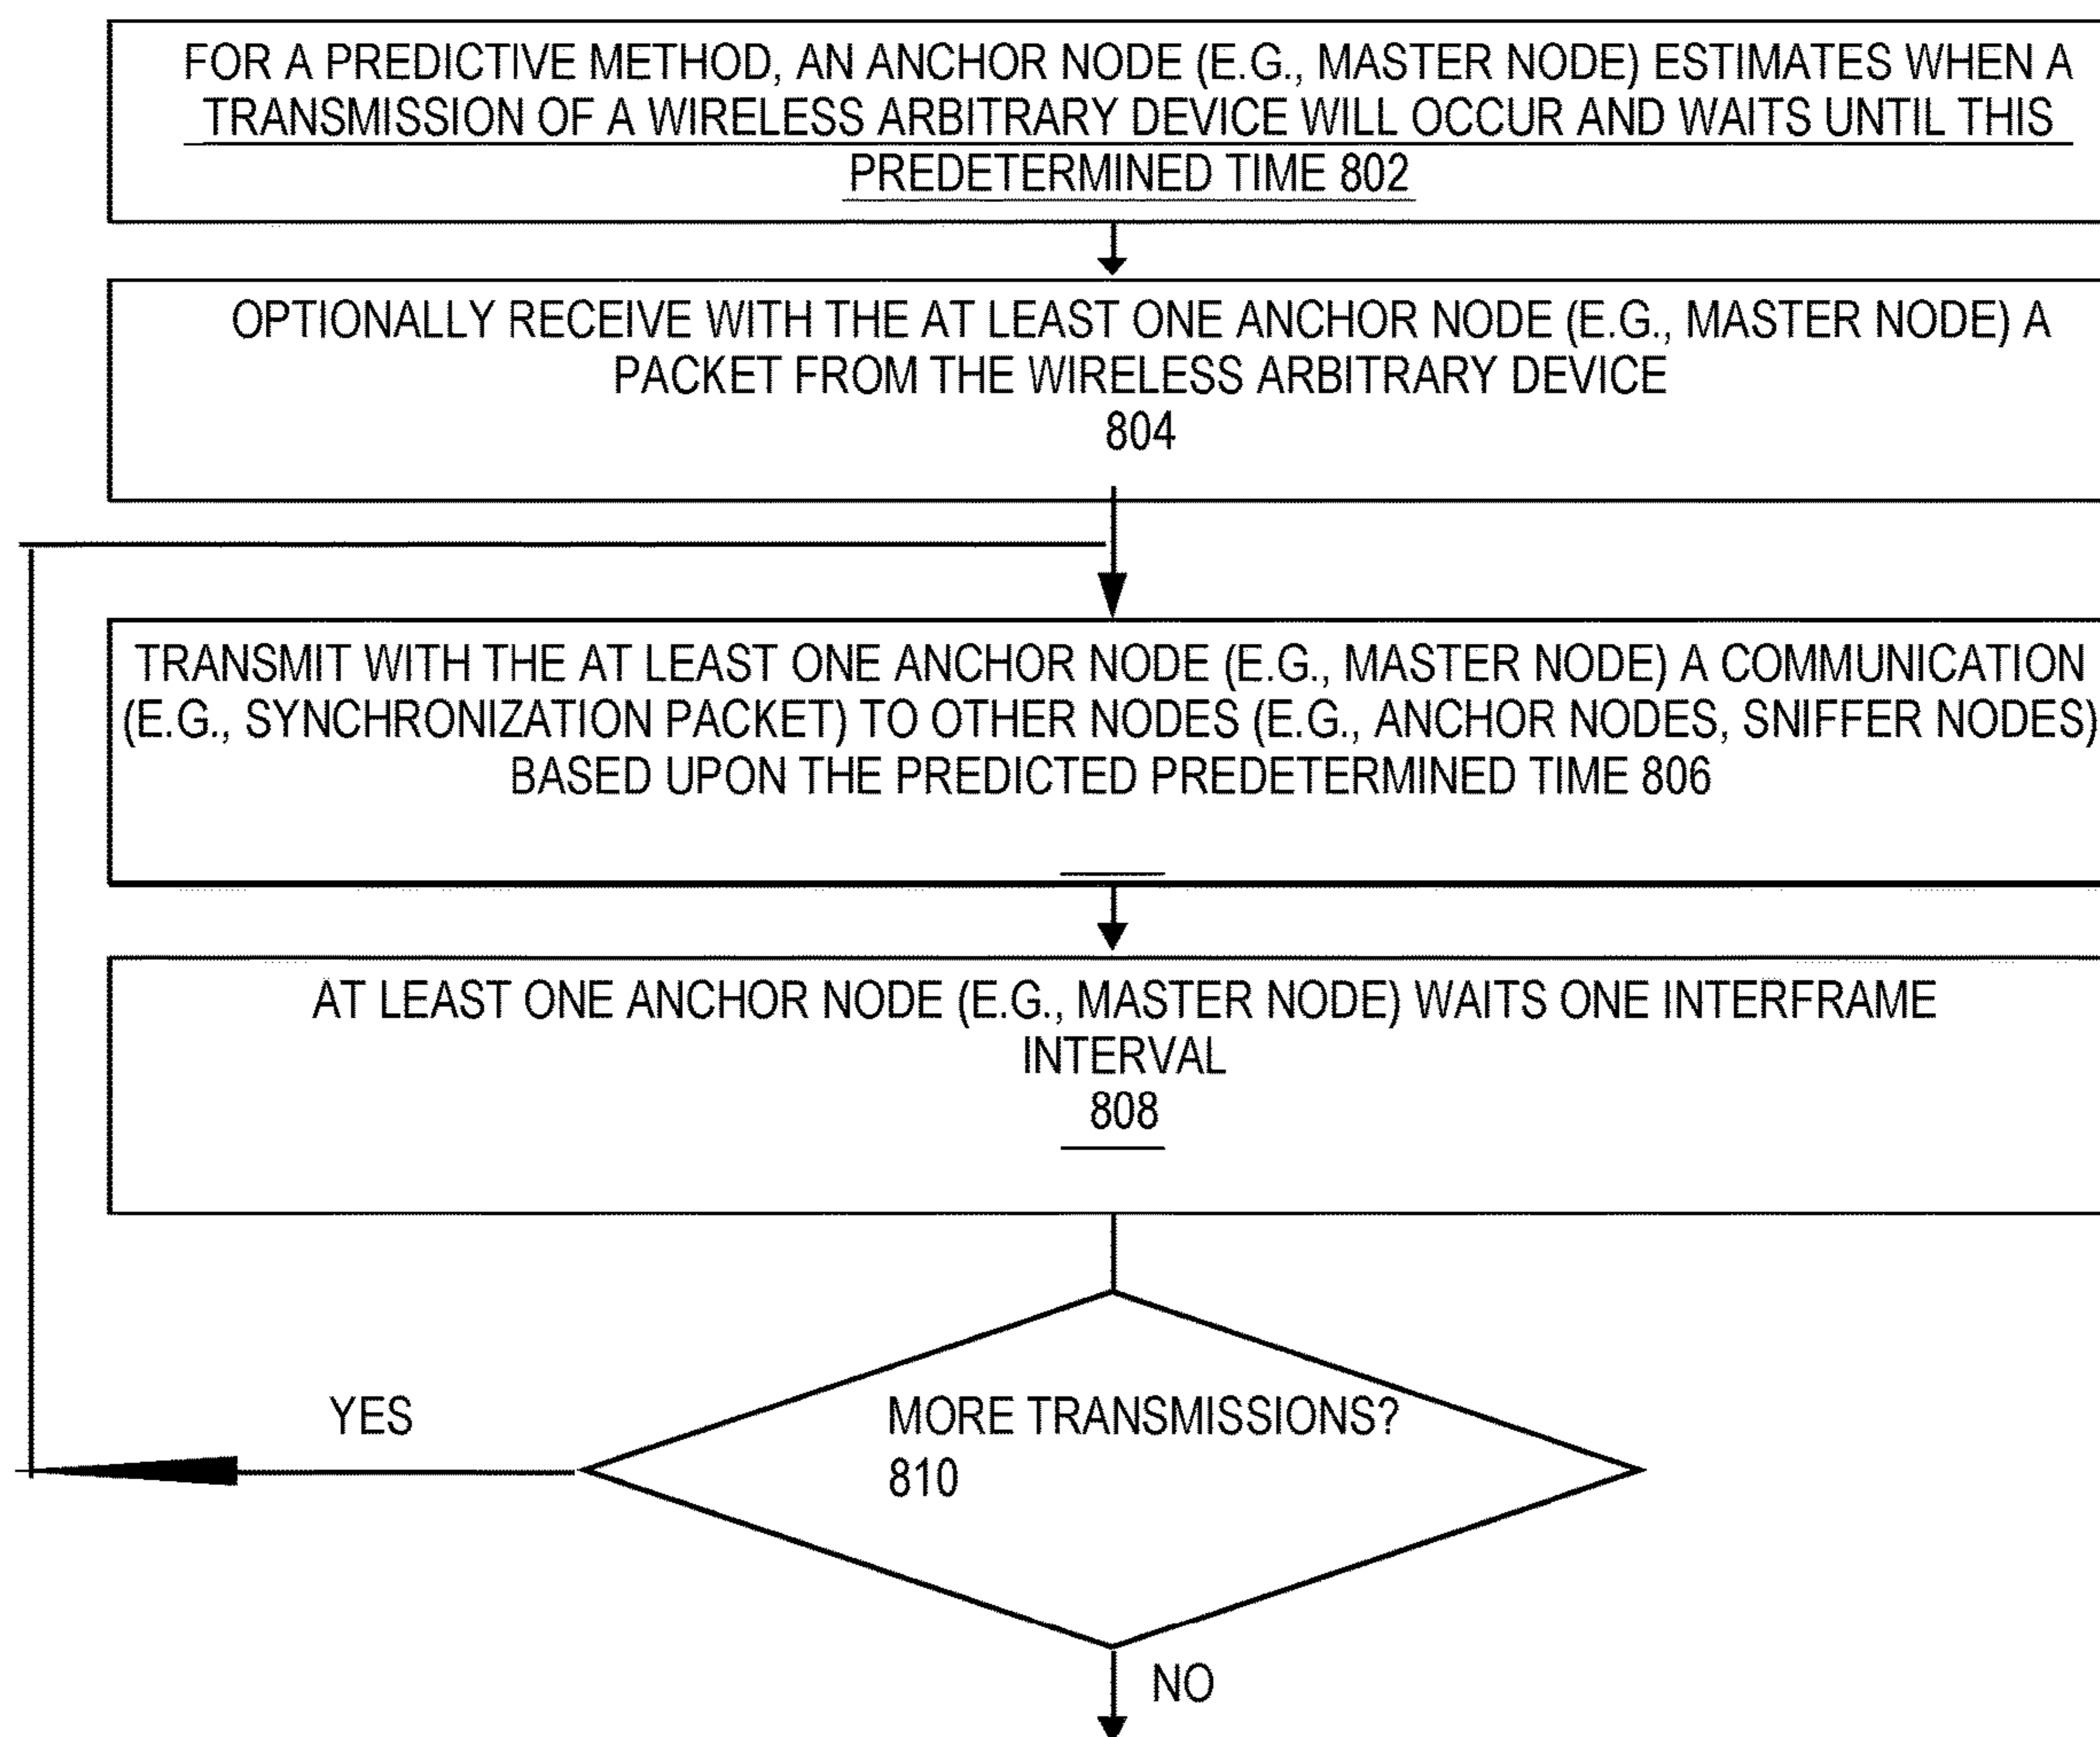 FOR A PREDICTIVE METHOD, AN ANCHOR NODE (E.G., MASTER NODE) ESTIMATES WHEN A
TRANSMISSION OF A WIRELESS ARBITRARY DEVICE WILL OCCUR AND WAITS UNTIL THIS
PREDETERMINED TIME 802
OPTIONALLY RECEIVE WITH THE AT LEAST ONE ANCHOR NODE (E.G., MASTER NODE) A
PACKET FROM THE WIRELESS ARBITRARY DEVICE
804
TRANSMIT WITH THE AT LEAST ONE ANCHOR NODE (E.G., MASTER NODE) A COMMUNICATION
(E.G., SYNCHRONIZATION PACKET) TO OTHER NODES (E.G., ANCHOR NODES, SNIFFER NODES)
BASED UPON THE PREDICTED PREDETERMINED TIME 806
AT LEAST ONE ANCHOR NODE (E.G., MASTER NODE) WAITS ONE INTERFRAME
INTERVAL
808
YES
MORE TRANSMISSIONS?
810
NO